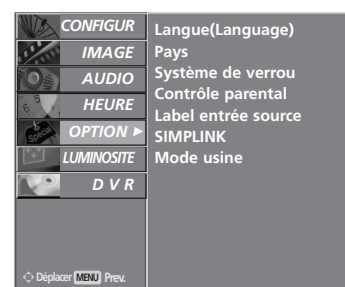 CONFIGUR
IMAGE
AUDIO
HEURE
OPTION
LUMINOSITE
D V R
Langue(Language)
Pays
Système de verrou
Contrôle parental
Label entrée source
SIMPLINK
Mode usine
Déplacer MENU Prev.